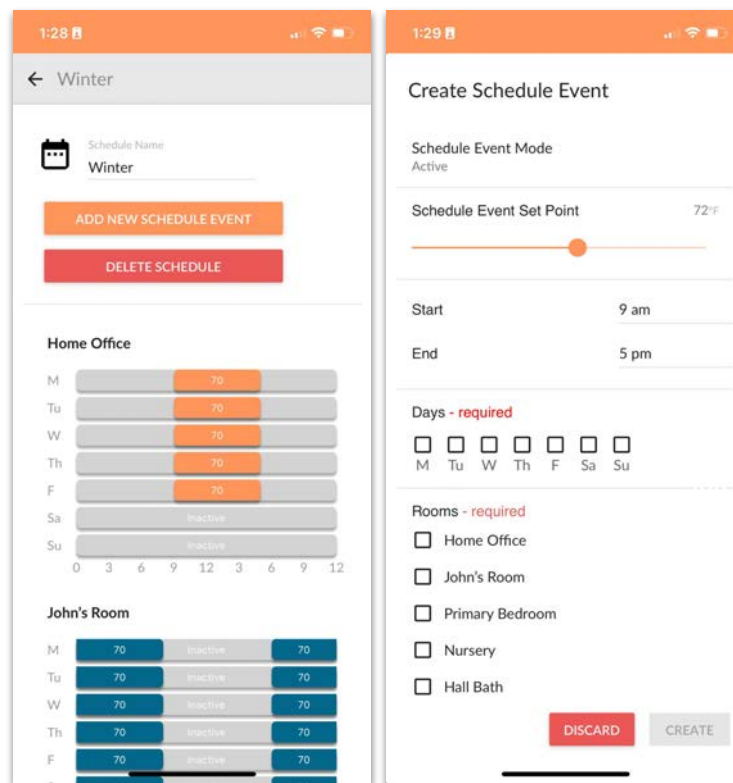 1:28
Winter
Schedule Name
Winter
ADD NEW SCHEDULE EVENT
DELETE SCHEDULE
Home Office
M 70
Tu 70
W 70
Th 70
F 70
Sa Inactive
Su Inactive
0 3 6 9 12 3 6 9 12
John's Room
M 70 Inactive 70
Tu 70 Inactive 70
W 70 Inactive 70
Th 70 Inactive 70
F 70 Inactive 70
1:29
Create Schedule Event
Schedule Event Mode
Active
Schedule Event Set Point 72°F
Start 9 am
End 5 pm
Days - required
M Tu W Th F Sa Su
Rooms - required
Home Office
John's Room
Primary Bedroom
Nursery
Hall Bath
DISCARD CREATE